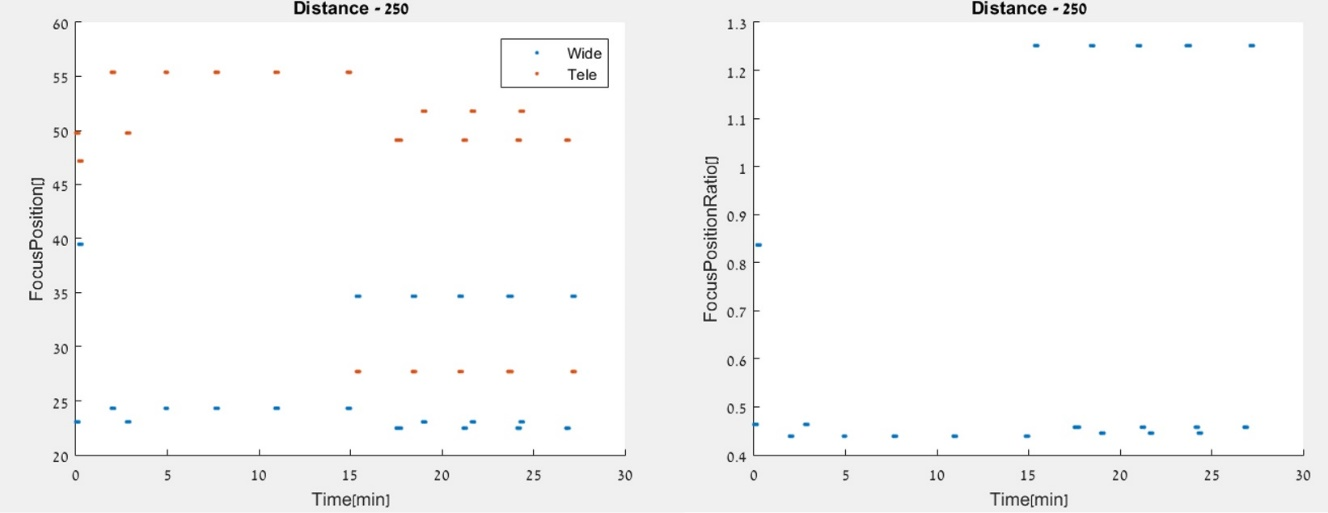 Distance - 250
60
55
50
45
40
35
30
25
20
FocusPosition[]
0 5 10 15 20 25 30
Time[min]
Wide
Tele
Distance - 250
1.3
1.2
1.1
1
0.9
0.8
0.7
0.6
0.5
0.4
FocusPositionRatio[]
0 5 10 15 20 25 30
Time[min]